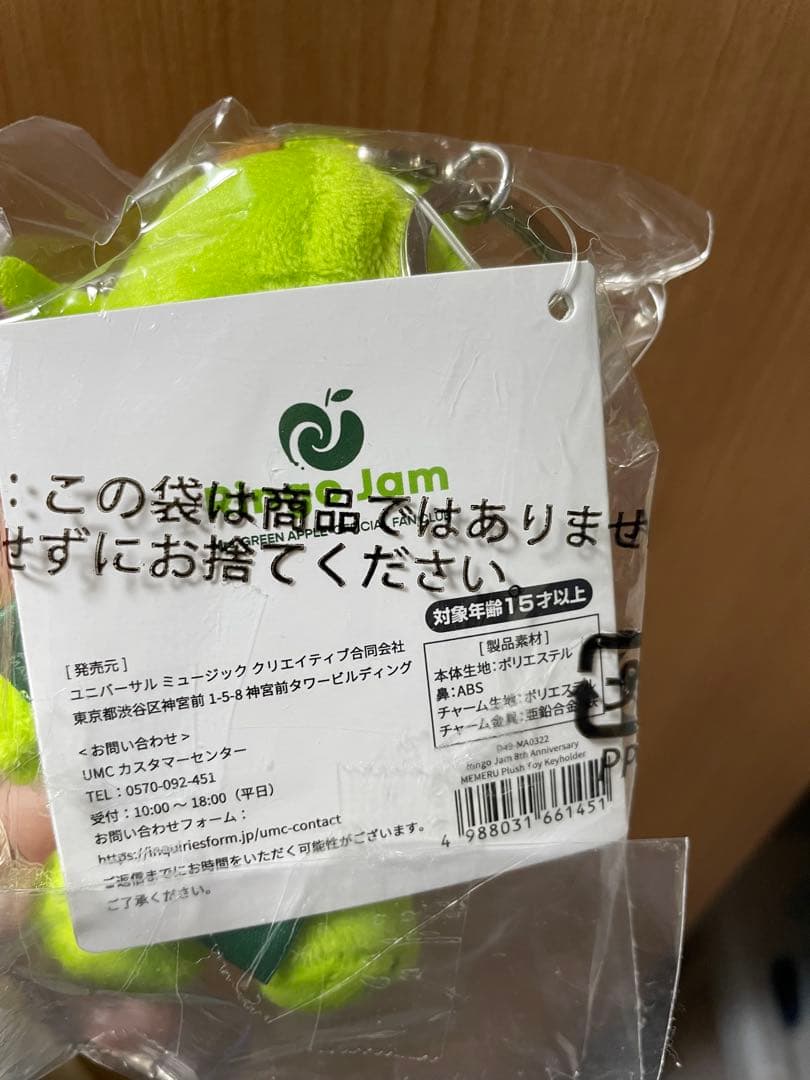 Ringo Jam
GREEN APPLE OFFICIAL FAN CLUB
:この袋は商品ではありませ
せずにお捨てください。
対象年齢15才以上
[発売元]
ユニバーサル ミュージック クリエイティブ合同会社
東京都渋谷区神宮前 1-5-8 神宮前タワービルディング
<お問い合わせ>
UMC カスタマーセンター
TEL:0570-092-451
受付:10:00 〜 18:00(平日)
お問い合わせフォーム:
https://inquiriesform.jp/umc-contact
ご返信までにお時間をいただく可能性がございます。
ご了承ください。
[製品素材]
本体生地:ポリエステル
鼻:ABS
チャーム生地:ポリエステル
チャーム金具:亜鉛合金、鉄
D49-MA0322
Ringo Jam 8th Anniversary
MEMERU Plush Toy Keyholder
4 988031 661451
PP